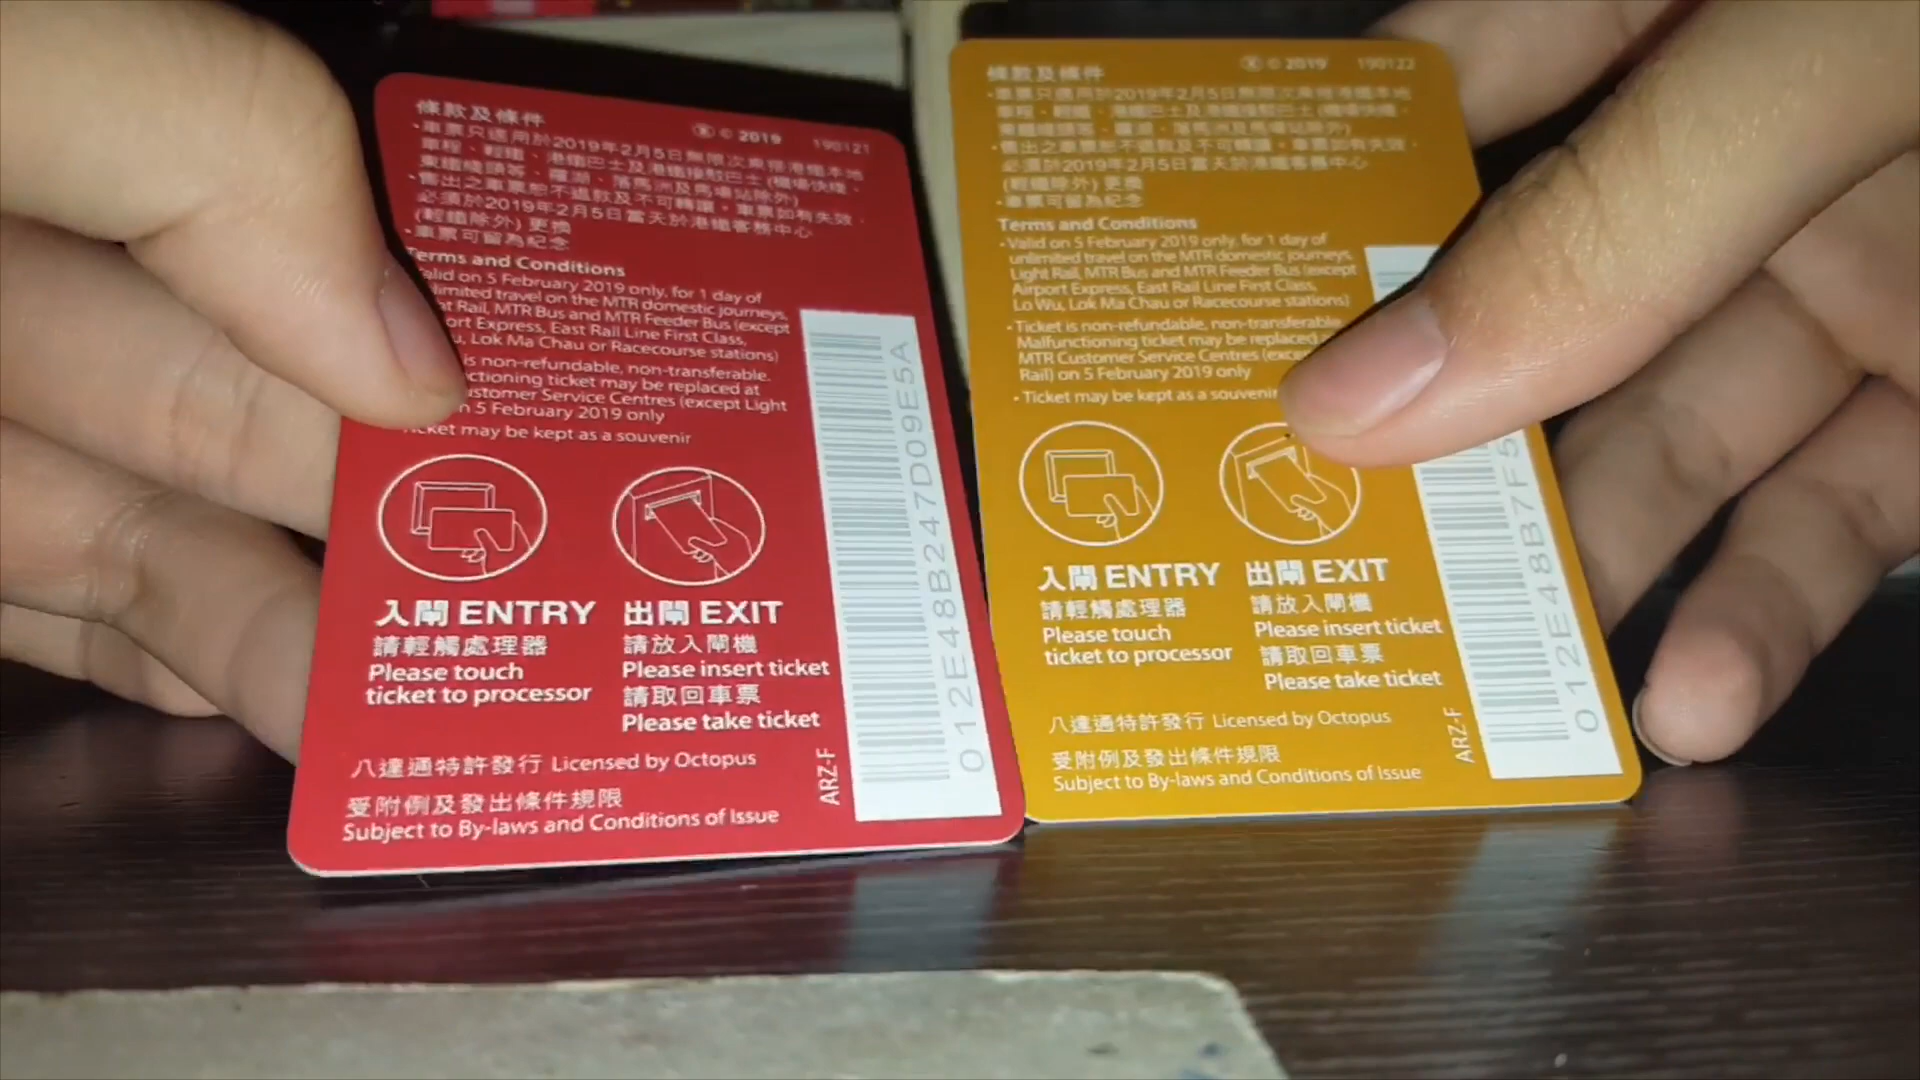 條款及條件
© 2019 190121
·車票只適用於2019年2月5日無限次乘搭港鐵本地
車程、輕鐵、港鐵巴士及港鐵接駁巴士 (機場快綫、
東鐵綫頭等、羅湖、落馬洲及馬場站除外)
·售出之車票恕不退款及不可轉讓。車票如有失效,
必須於2019年2月5日當天於港鐵客務中心
(輕鐵除外) 更換
·車票可留為紀念
Terms and Conditions
on 5 February 2019 only, for 1 day of
travel on the MTR domestic journeys,
Rail, MTR Bus and MTR Feeder Bus (except
Express, East Rail Line First Class,
Lok Ma Chau or Racecourse stations)
is non-refundable, non-transferable.
ticket may be replaced at
Customer Service Centres (except Light
5 February 2019 only
may be kept as a souvenir
入閘 ENTRY
請輕觸處理器
Please touch
ticket to processor
出閘 EXIT
請放入閘機
Please insert ticket
請取回車票
Please take ticket
八達通特許發行 Licensed by Octopus
受附例及發出條件規限
Subject to By-laws and Conditions of Issue
ARZ-F
012E48B247D09E5A
條款及條件
© 2019 190122
·車票只適用於2019年2月5日無限次乘搭港鐵本地
車程、輕鐵、港鐵巴士及港鐵接駁巴士 (機場快綫、
東鐵綫頭等、羅湖、落馬洲及馬場站除外)
·售出之車票恕不退款及不可轉讓。車票如有失效,
必須於2019年2月5日當天於港鐵客務中心
(輕鐵除外) 更換
·車票可留為紀念
Terms and Conditions
• Valid on 5 February 2019 only, for 1 day of
unlimited travel on the MTR domestic journeys,
Light Rail, MTR Bus and MTR Feeder Bus (except
Airport Express, East Rail Line First Class,
Lo Wu, Lok Ma Chau or Racecourse stations)
• Ticket is non-refundable, non-transferable
Malfunctioning ticket may be replaced
MTR Customer Service Centres
Rail) on 5 February 2019 only
• Ticket may be kept as a souvenir
入閘 ENTRY
請輕觸處理器
Please touch
ticket to processor
出閘 EXIT
請放入閘機
Please insert ticket
請取回車票
Please take ticket
八達通特許發行 Licensed by Octopus
受附例及發出條件規限
Subject to By-laws and Conditions of Issue
ARZ-F
012E48B7F5